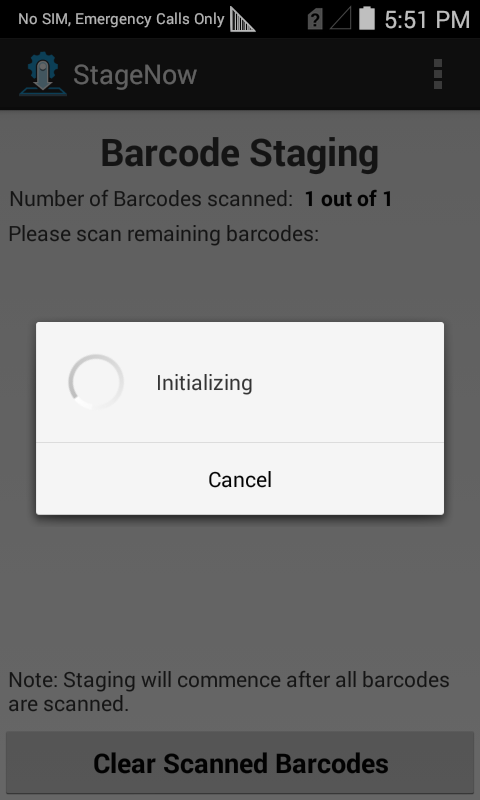 No SIM, Emergency Calls Only
5:51 PM
StageNow
Barcode Staging
Number of Barcodes scanned: 1 out of 1
Please scan remaining barcodes:
Initializing
Cancel
Note: Staging will commence after all barcodes
are scanned.
Clear Scanned Barcodes